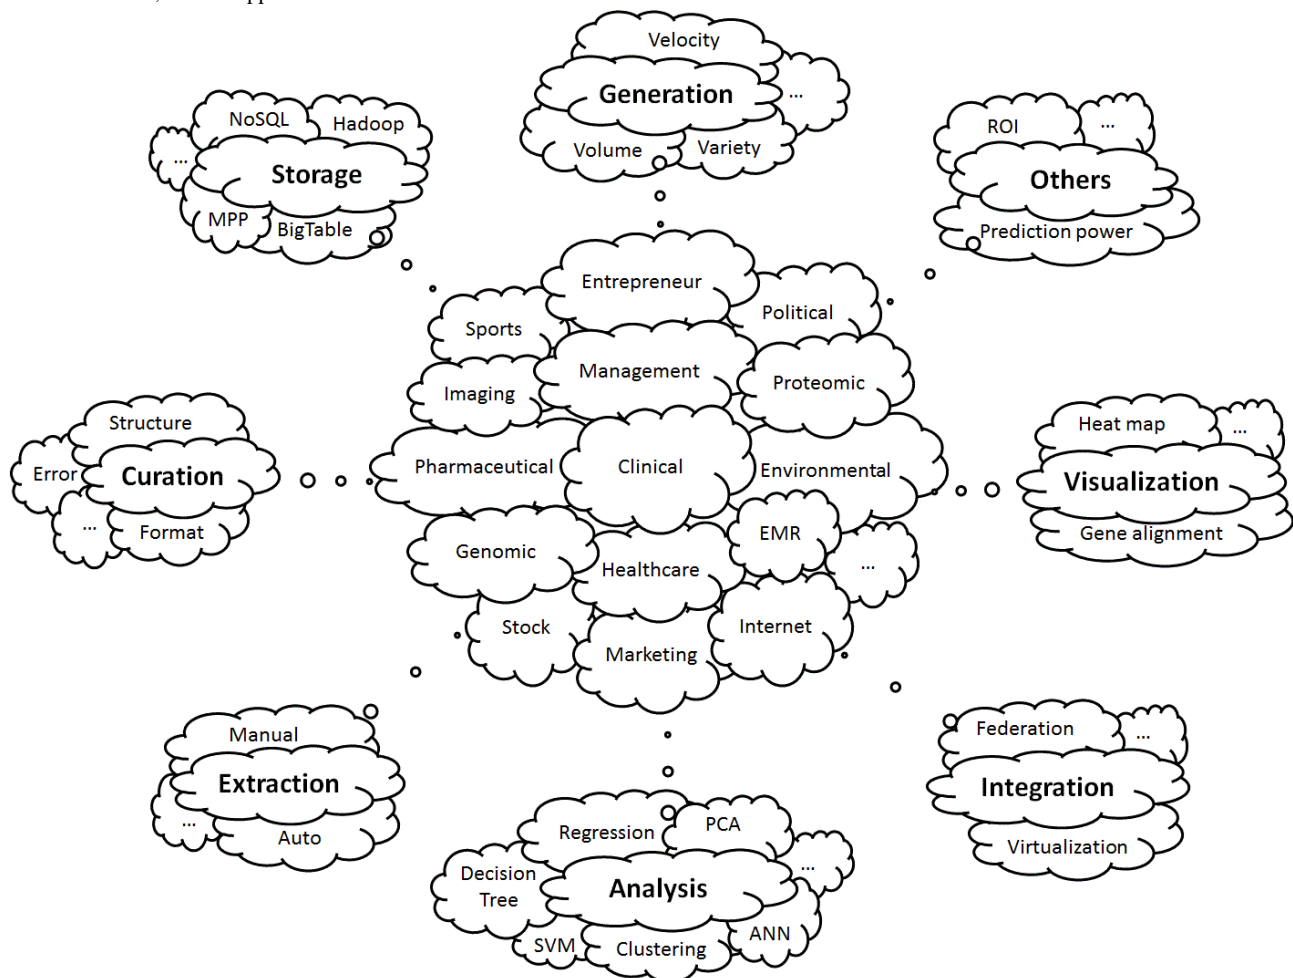 Velocity
Generation
...
Volume
Variety
NoSQL
Hadoop
...
Storage
MPP
BigTable
ROI
...
Others
Prediction power
Entrepreneur
Political
Sports
Management
Proteomic
Imaging
Pharmaceutical
Clinical
Environmental
EMR
Genomic
Healthcare
...
Stock
Internet
Marketing
Structure
Error
Curation
...
Format
Heat map
...
Visualization
Gene alignment
Manual
Extraction
...
Auto
Federation
...
Integration
Virtualization
Regression
PCA
Decision
Tree
...
Analysis
SVM
Clustering
ANN